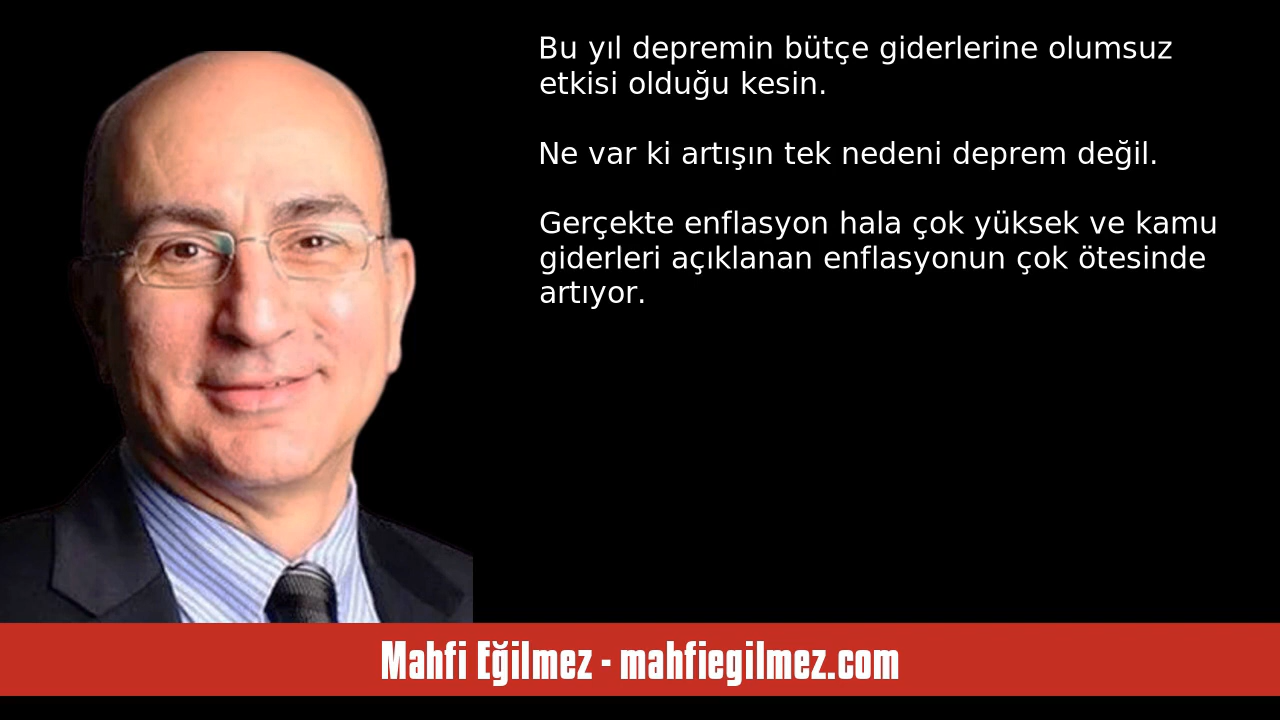 Bu yıl depremin bütçe giderlerine olumsuz
etkisi olduğu kesin.
Ne var ki artışın tek nedeni deprem değil.
Gerçekte enflasyon hala çok yüksek ve kamu
giderleri açıklanan enflasyonun çok ötesinde
artıyor.
Mahfi Eğilmez - mahfiegilmez.com